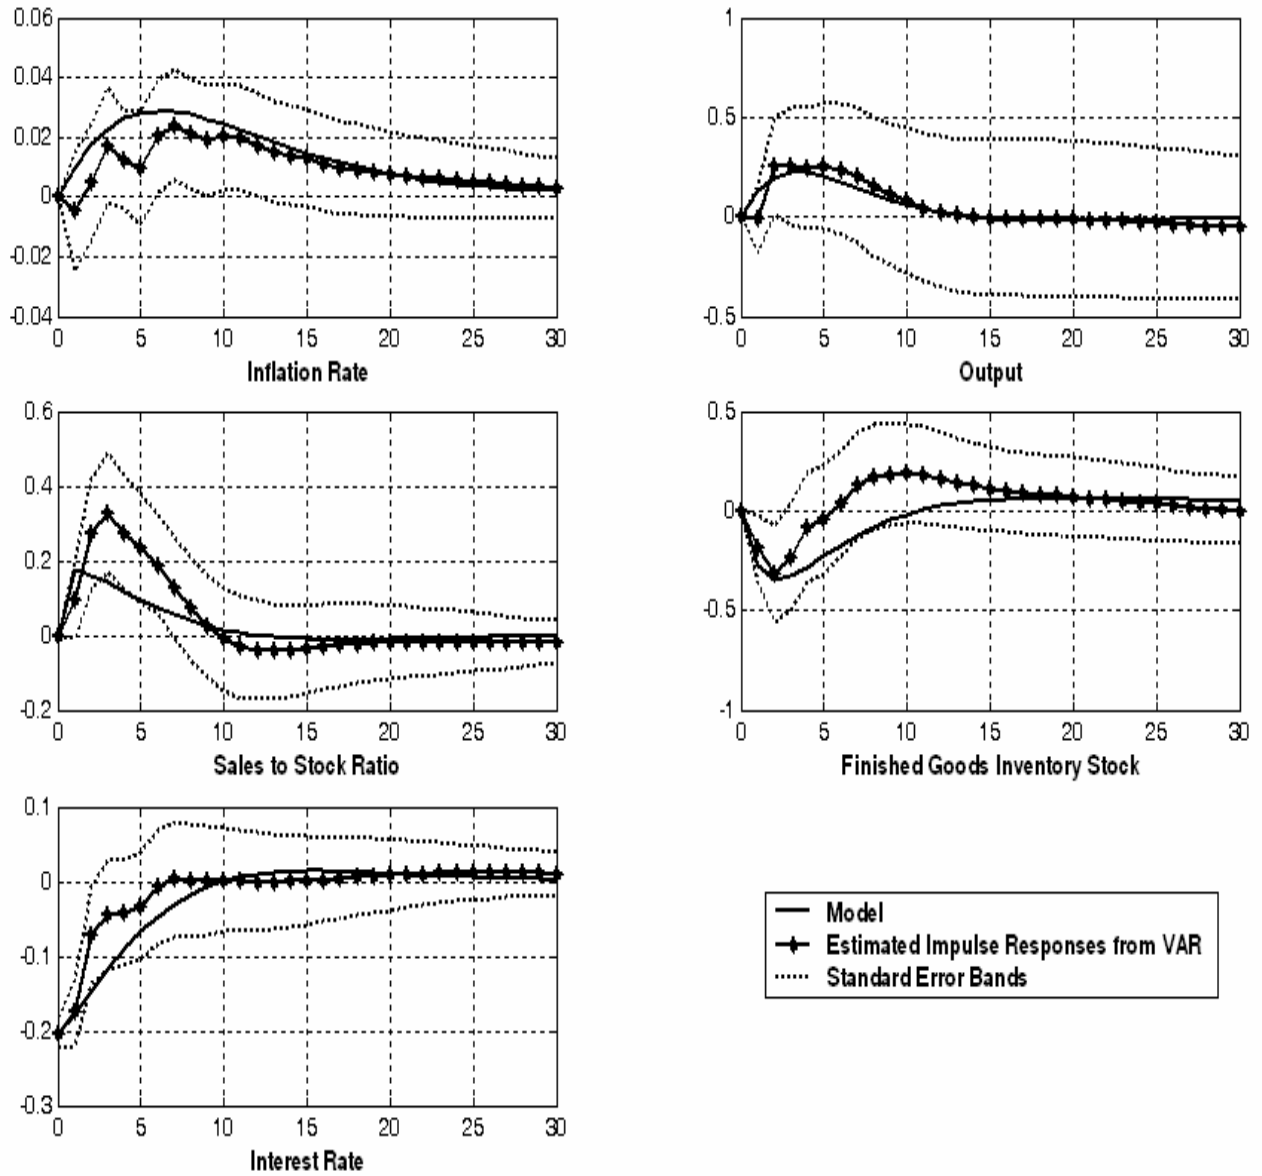 0.06
0.04
0.02
0
-0.02
-0.04
0 5 10 15 20 25 30
Inflation Rate
1
0.5
0
-0.5
0 5 10 15 20 25 30
Output
0.6
0.4
0.2
0
-0.2
0 5 10 15 20 25 30
Sales to Stock Ratio
0.5
0
-0.5
-1
0 5 10 15 20 25 30
Finished Goods Inventory Stock
0.1
0
-0.1
-0.2
-0.3
0 5 10 15 20 25 30
Interest Rate
Model
Estimated Impulse Responses from VAR
Standard Error Bands